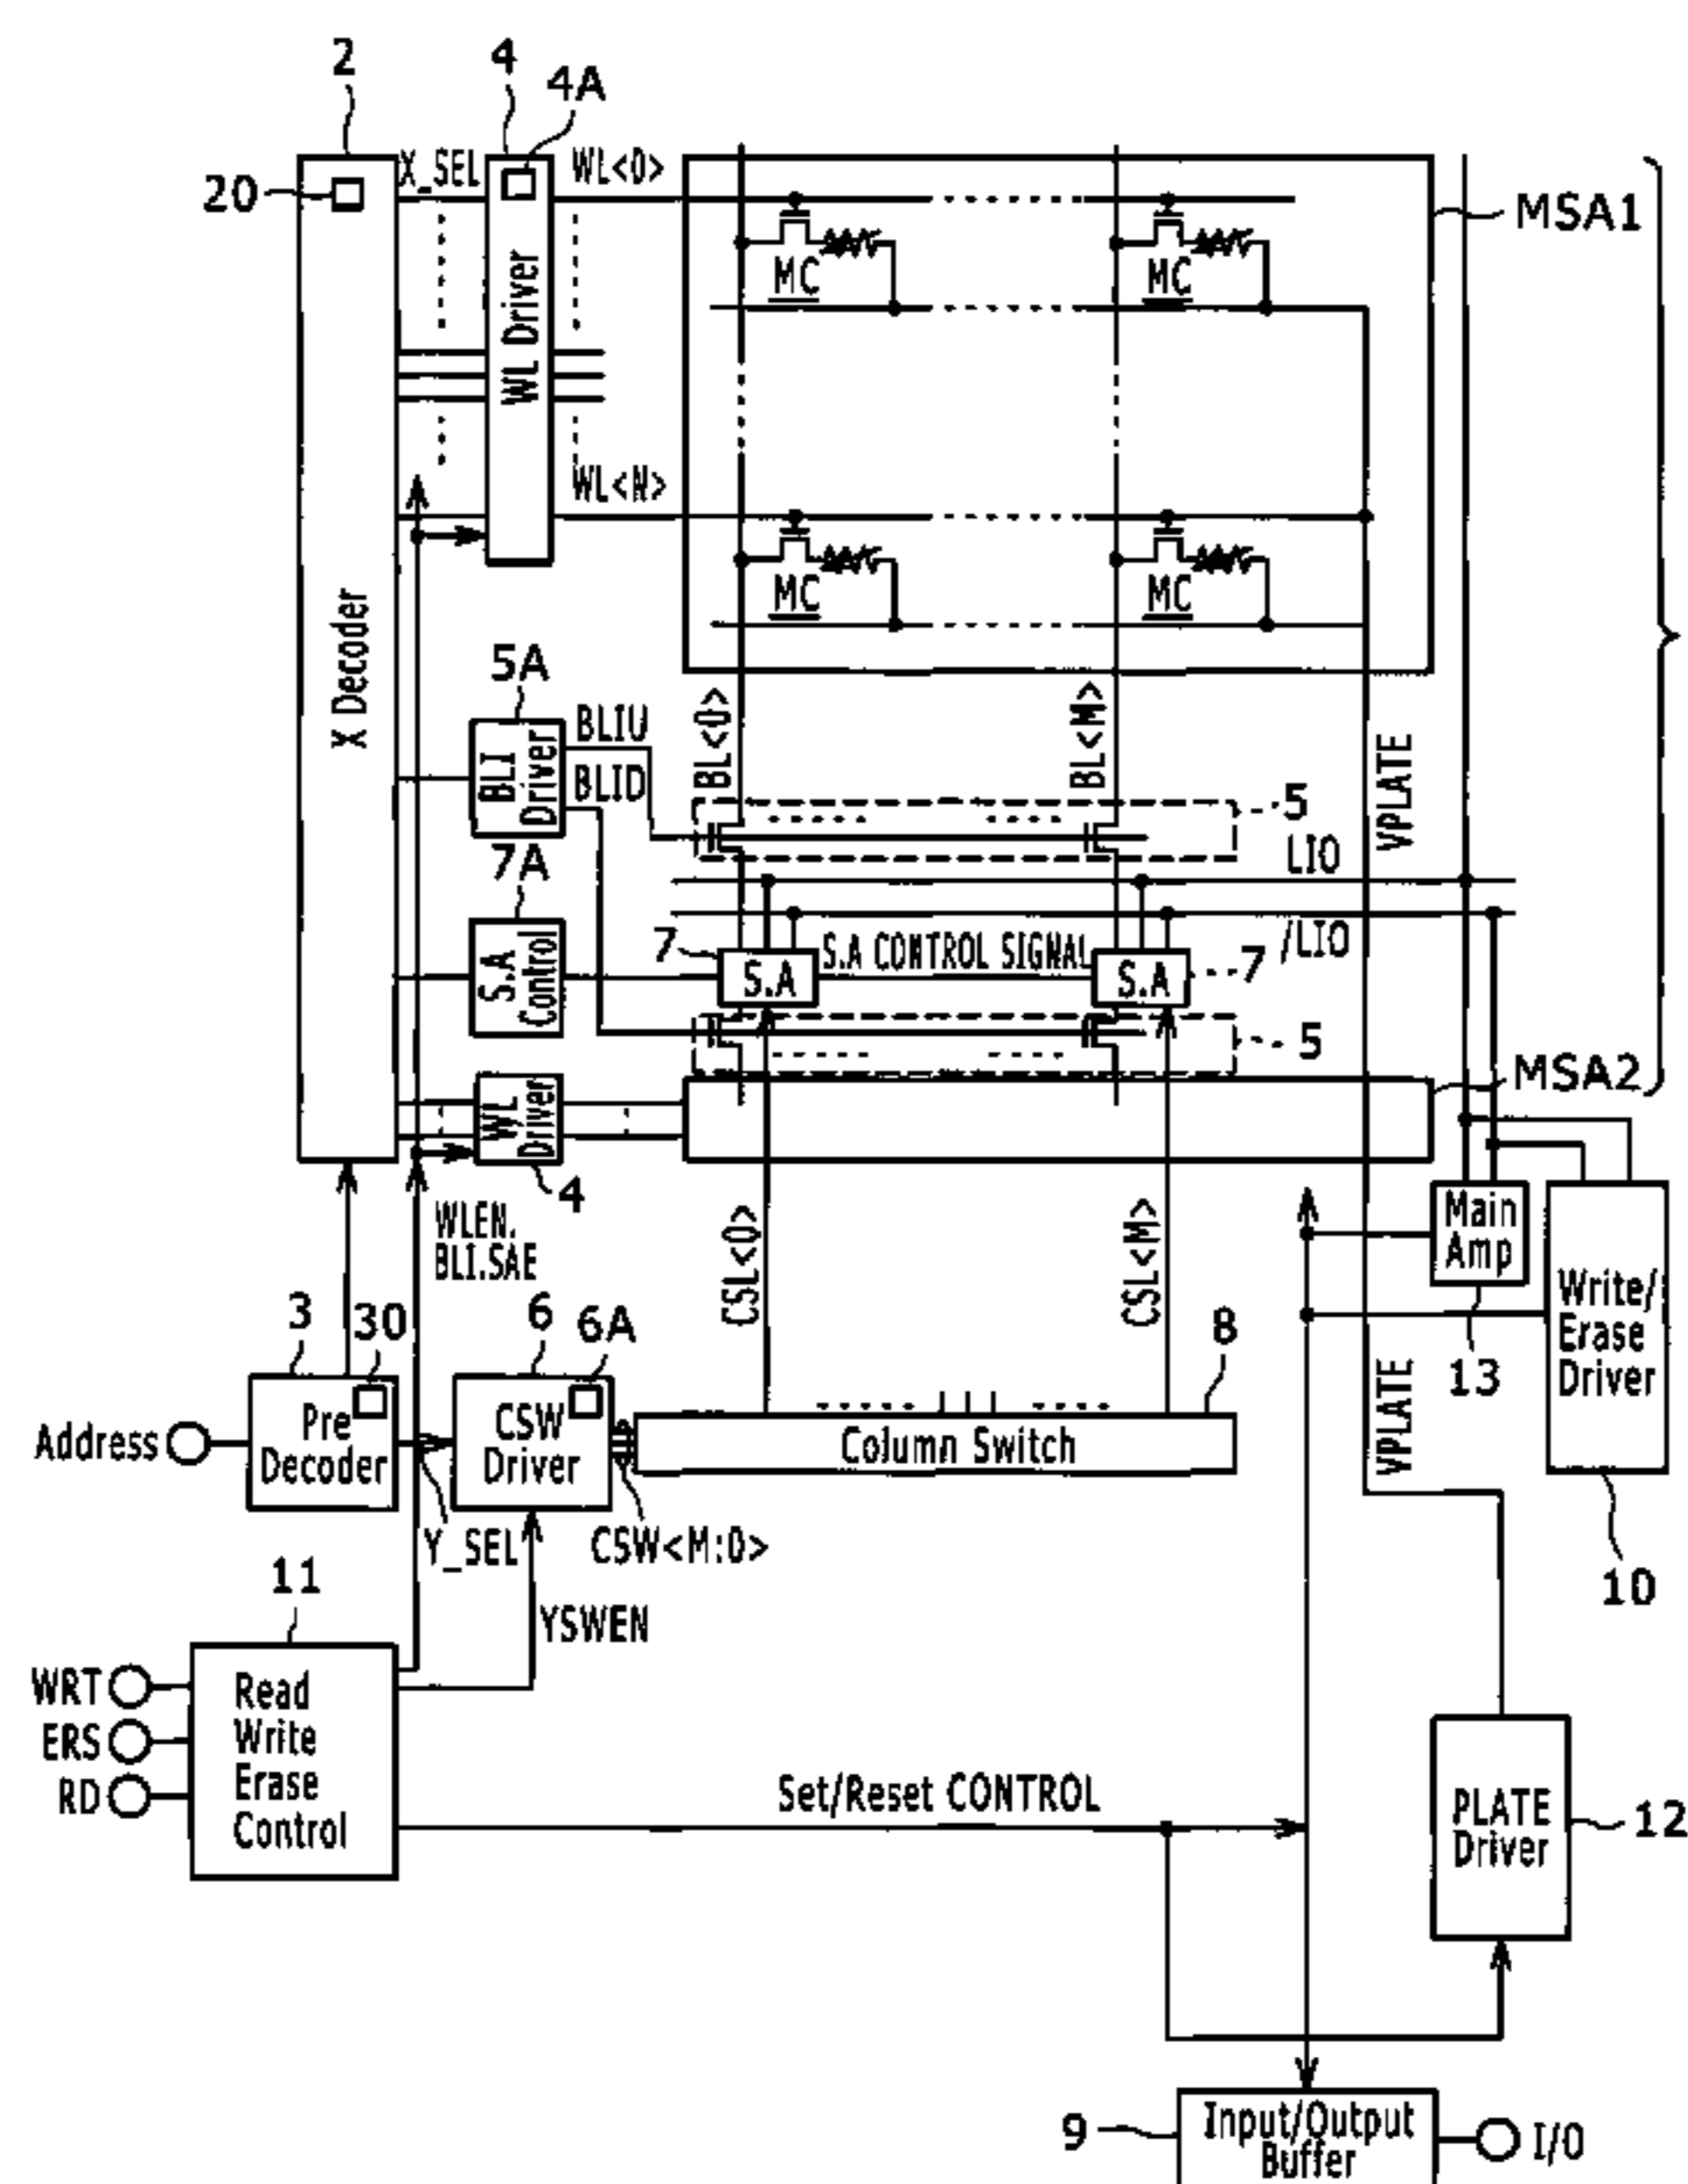 2
4
4A
20
X_SEL
WL<0>
MSA1
WL Driver
MC
MC
WL<N>
MC
MC
X Decoder
5A
BLI
Driver
BLIU
BLID
BL<0>
BL<M>
VPLATE
5
LIO
7A
S.A
Control
7
S.A
S.A CONTROL SIGNAL
S.A
7
/LIO
5
MSA2
WL
Driver
4
WLEN.
BLI.SAE
CSL<0>
CSL<M>
Main
Amp
13
Write/
Erase
Driver
10
3
30
6
6A
8
Address
Pre
Decoder
CSW
Driver
Column Switch
VPLATE
Y_SEL
CSW<M:0>
11
YSWEN
WRT
ERS
RD
Read
Write
Erase
Control
Set/Reset CONTROL
PLATE
Driver
12
9
Input/Output
Buffer
I/O